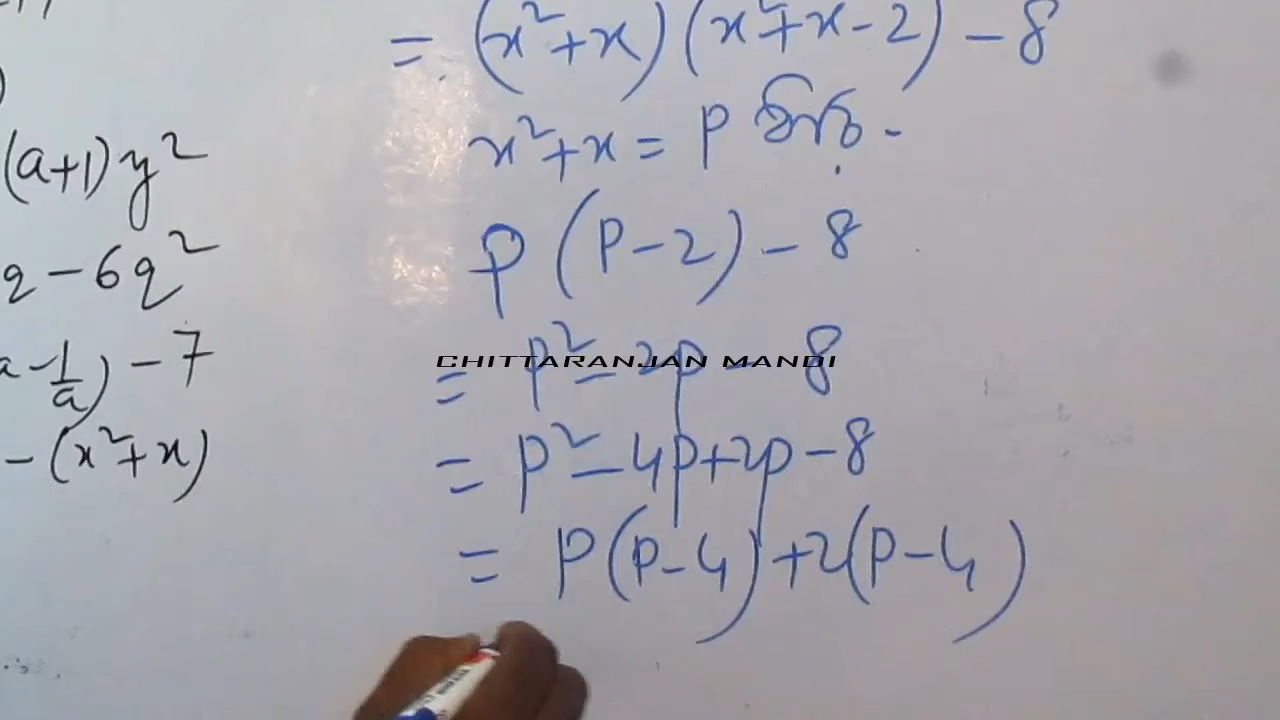 (a+1)y²
q - 6q²
a - 1/a) - 7
- (x²+x)
= (x²+x)(x²+x-2) - 8
x²+x = p ধরি -
p(p-2) - 8
= p² - 2p - 8
CHITTARANJAN MANDI
= p² - 4p + 2p - 8
= p(p-4) + 2(p-4)